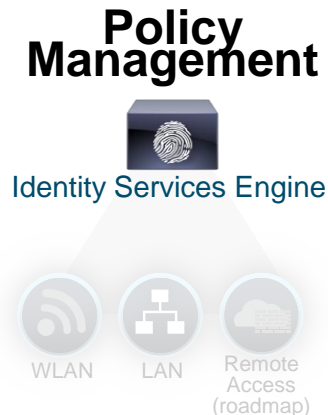 Policy
Management
Identity Services Engine
WLAN
LAN
Remote
Access
(roadmap)